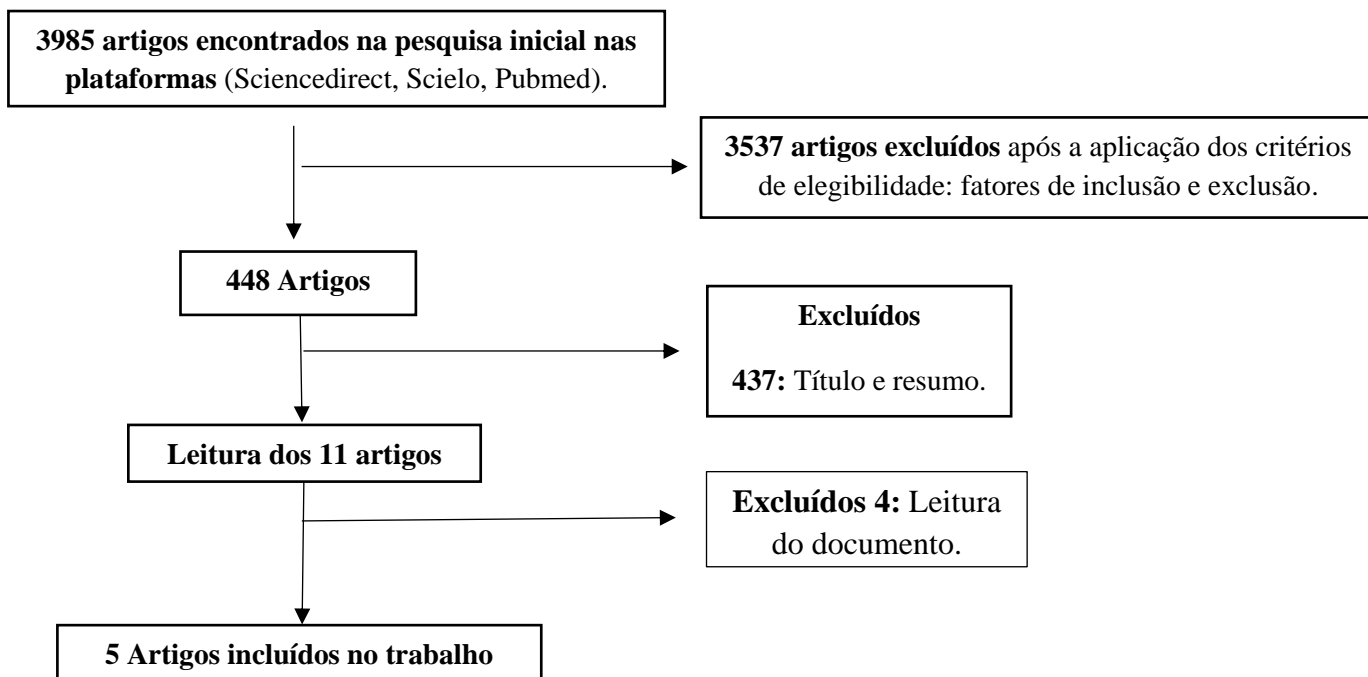 3985 artigos encontrados na pesquisa inicial nas
plataformas (Sciencedirect, Scielo, Pubmed).
3537 artigos excluídos após a aplicação dos critérios
de elegibilidade: fatores de inclusão e exclusão.
448 Artigos
Excluídos
437: Título e resumo.
Leitura dos 11 artigos
Excluídos 4: Leitura
do documento.
5 Artigos incluídos no trabalho